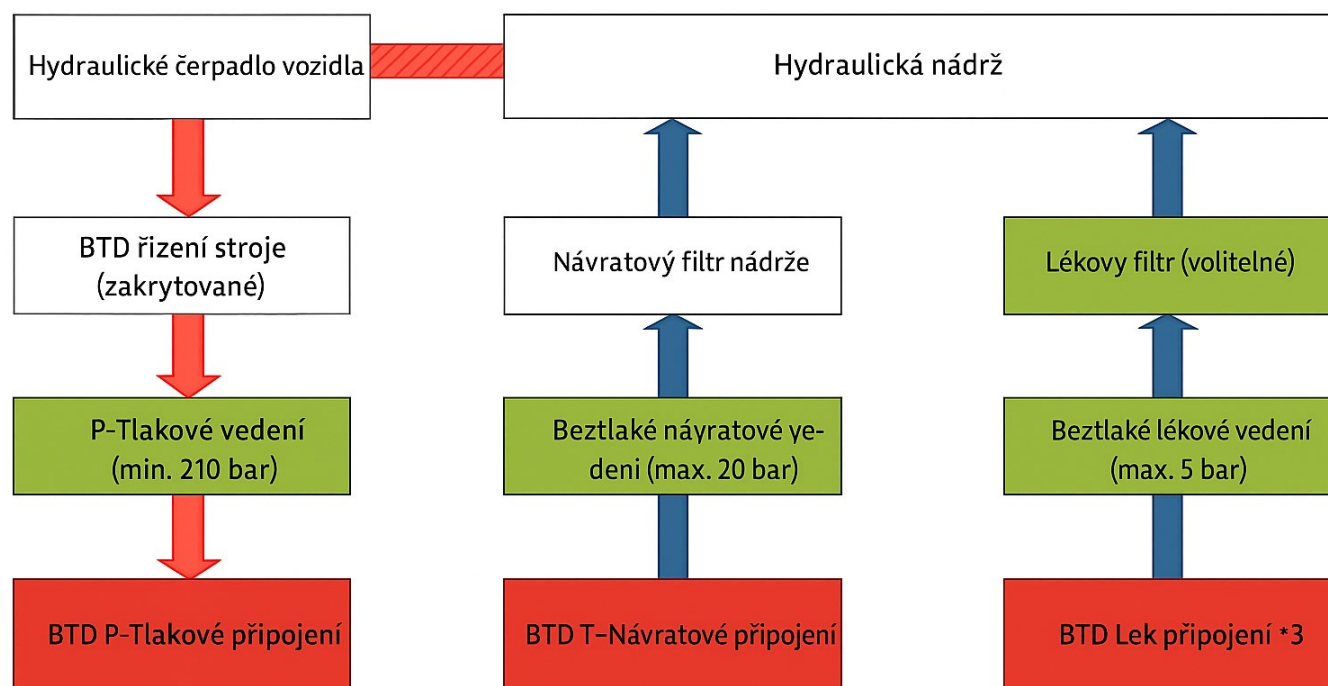 Hydraulické čerpadlo vozidla
Hydraulická nádrž
BTD řizení stroje
(zakrytované)
Návratový filtr nádrže
Lékovy filtr (volitelné)
P-Tlakové vedení
(min. 210 bar)
Beztlaké náyratové ye-
deni (max. 20 bar)
Beztlaké lékové vedení
(max. 5 bar)
BTD P-Tlakové připojení
BTD T-Návratové připojení
BTD Lek připojení *3